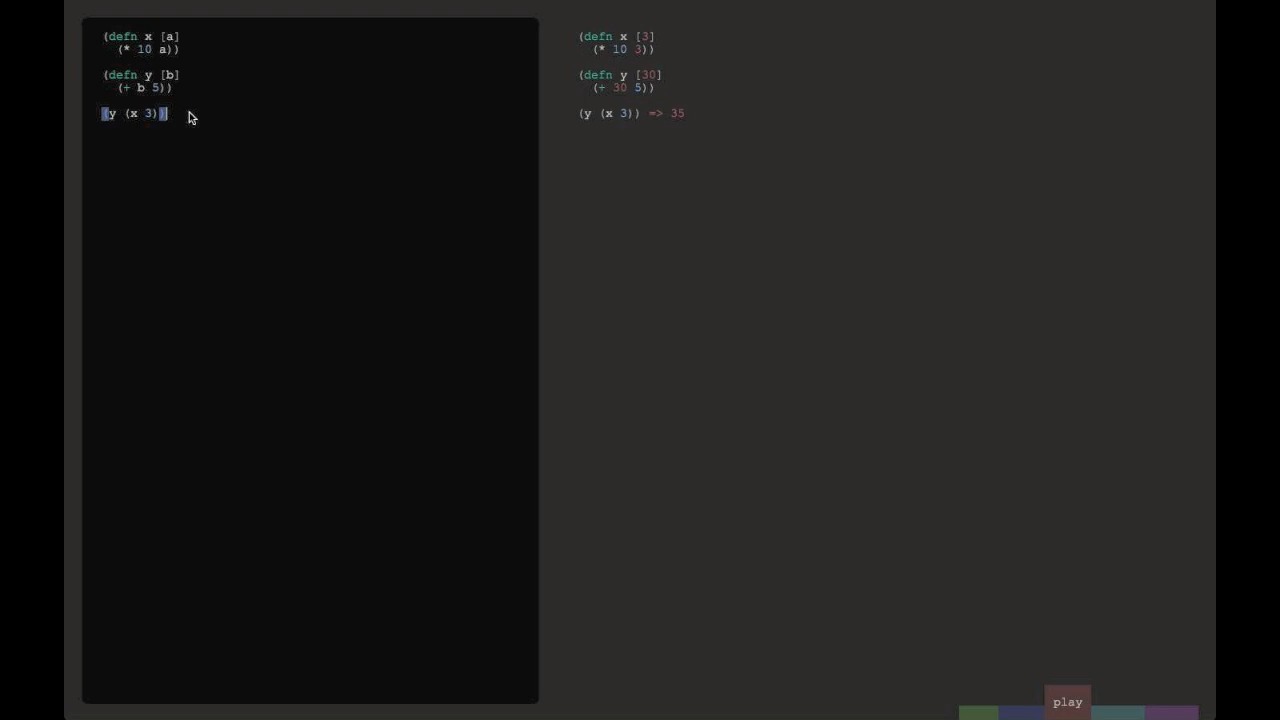 (defn x [a]
  (* 10 a))
(defn y [b]
  (+ b 5))
(y (x 3))
(defn x [3]
  (* 10 3))
(defn y [30]
  (+ 30 5))
(y (x 3)) => 35
play